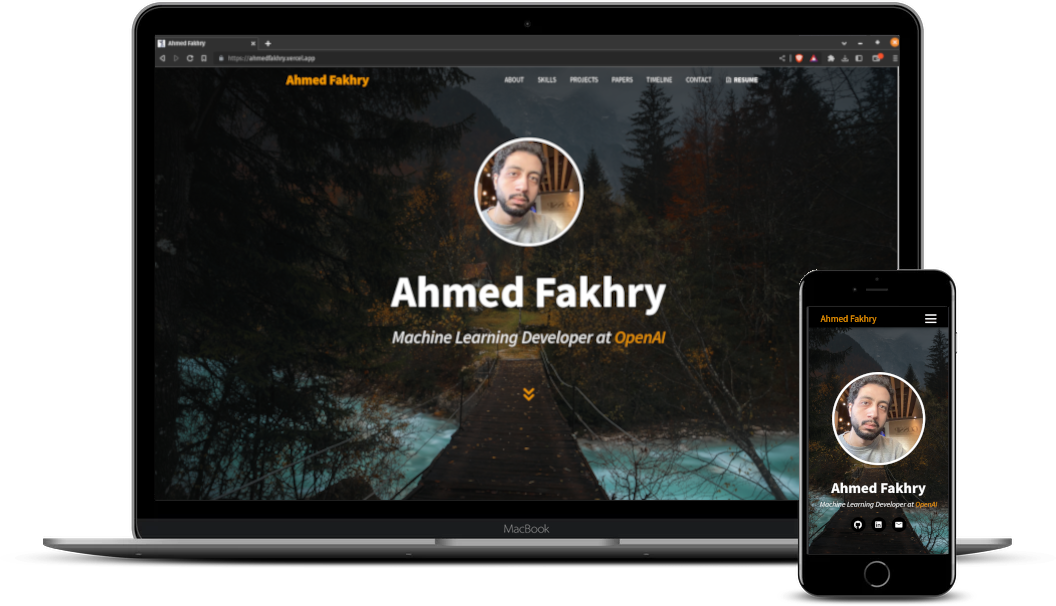 Ahmed Fakhry
https://ahmedfakhry.vercel.app
Ahmed Fakhry ABOUT SKILLS PROJECTS PAPERS TIMELINE CONTACT RESUME
Ahmed Fakhry
Machine Learning Developer at OpenAI
MacBook
Ahmed Fakhry
Ahmed Fakhry
Machine Learning Developer at OpenAI